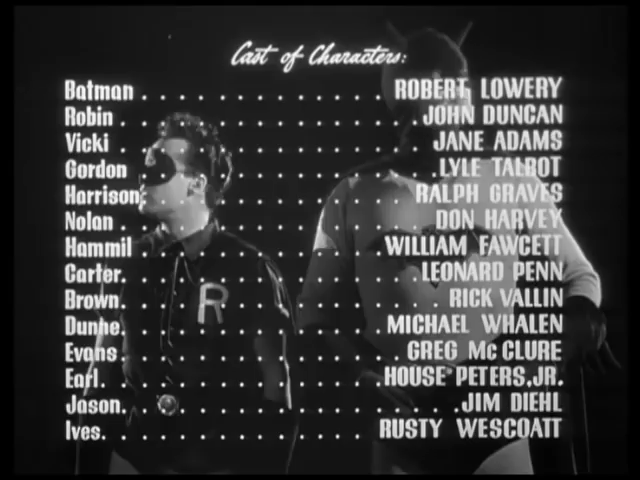 Cast of Characters:
Batman . . . . . . . . . . . . . . . ROBERT LOWERY
Robin . . . . . . . . . . . . . . . . . JOHN DUNCAN
Vicki . . . . . . . . . . . . . . . . . JANE ADAMS
Gordon . . . . . . . . . . . . . . . . LYLE TALBOT
Harrison . . . . . . . . . . . . . . RALPH GRAVES
Nolan . . . . . . . . . . . . . . . . . DON HARVEY
Hammil . . . . . . . . . . . . . WILLIAM FAWCETT
Carter . . . . . . . . . . . . . . . LEONARD PENN
Brown . . . . . . . . . . . . . . . . . RICK VALLIN
Dunne . . . . . . . . . . . . . . MICHAEL WHALEN
Evans . . . . . . . . . . . . . . . GREG McCLURE
Earl . . . . . . . . . . . . . . HOUSE PETERS, JR.
Jason . . . . . . . . . . . . . . . . . . JIM DIEHL
Ives . . . . . . . . . . . . . . RUSTY WESCOATT
R